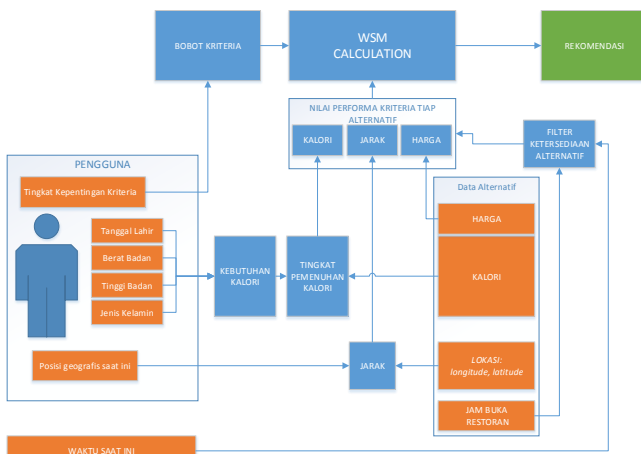 BOBOT KRITERIA
WSM
CALCULATION
REKOMENDASI
NILAI PERFORMA KRITERIA TIAP
ALTERNATIF
KALORI
JARAK
HARGA
FILTER
KETERSEDIAAN
ALTERNATIF
PENGGUNA
Tingkat Kepentingan Kriteria
Tanggal Lahir
Berat Badan
Tinggi Badan
Jenis Kelamin
KEBUTUHAN
KALORI
TINGKAT
PEMENUHAN
KALORI
Data Alternatif
HARGA
KALORI
Posisi geografis saat ini
JARAK
LOKASI:
longitude, latitude
JAM BUKA
RESTORAN
WAKTU SAAT INI